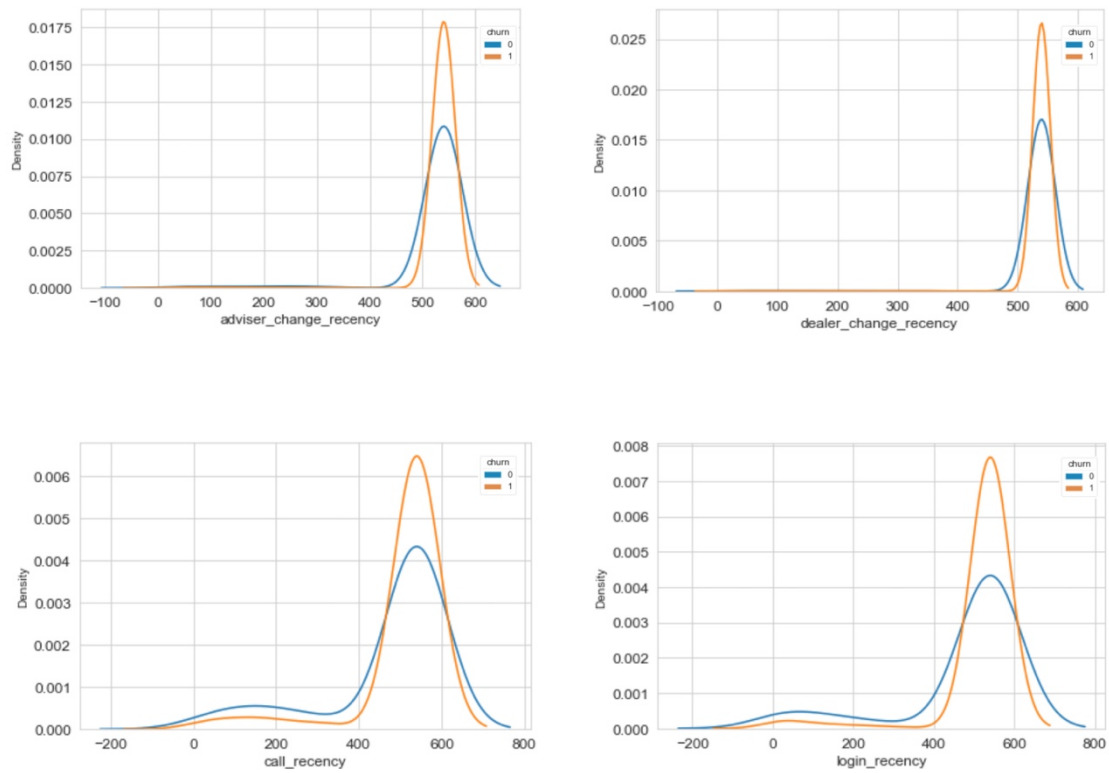 churn
0
1
0.0175
0.0150
0.0125
0.0100
0.0075
0.0050
0.0025
0.0000
Density
−100 0 100 200 300 400 500 600
adviser_change_recency
churn
0
1
0.025
0.020
0.015
0.010
0.005
0.000
Density
−100 0 100 200 300 400 500 600
dealer_change_recency
churn
0
1
0.006
0.005
0.004
0.003
0.002
0.001
0.000
Density
−200 0 200 400 600 800
call_recency
churn
0
1
0.008
0.007
0.006
0.005
0.004
0.003
0.002
0.001
0.000
Density
−200 0 200 400 600 800
login_recency